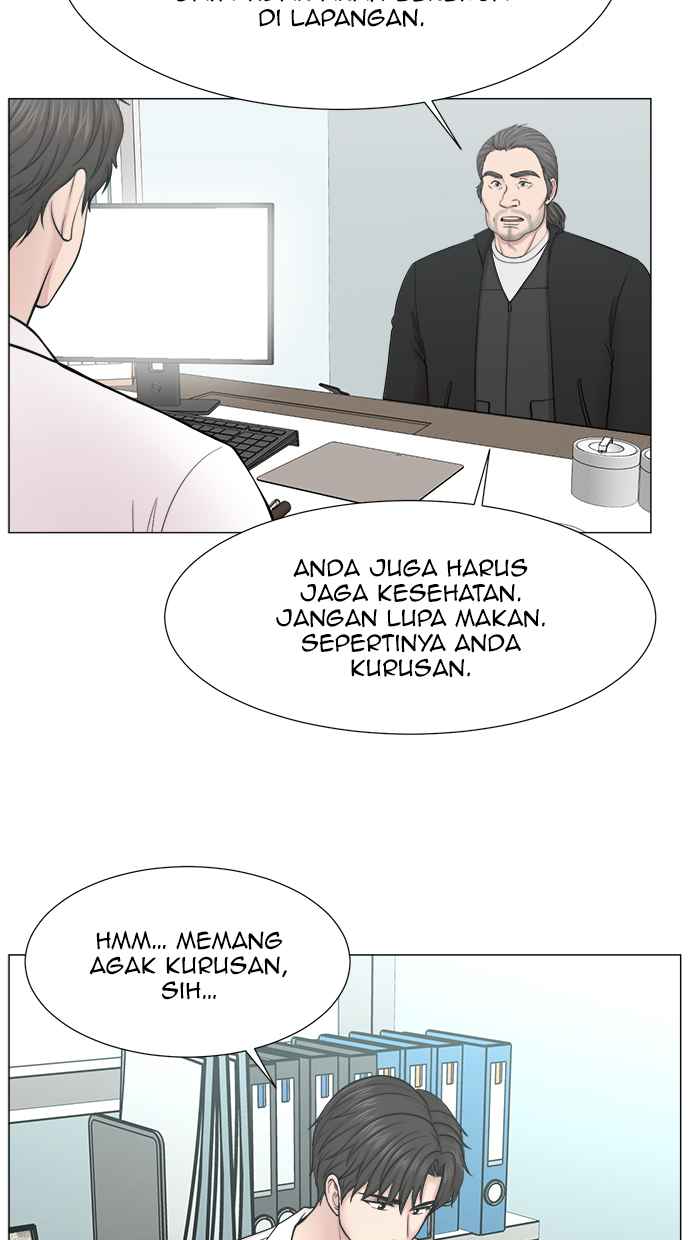 DI LAPANGAN.
ANDA JUGA HARUS
JAGA KESEHATAN.
JANGAN LUPA MAKAN.
SEPERTINYA ANDA
KURUSAN.
HMM... MEMANG
AGAK KURUSAN,
SIH...